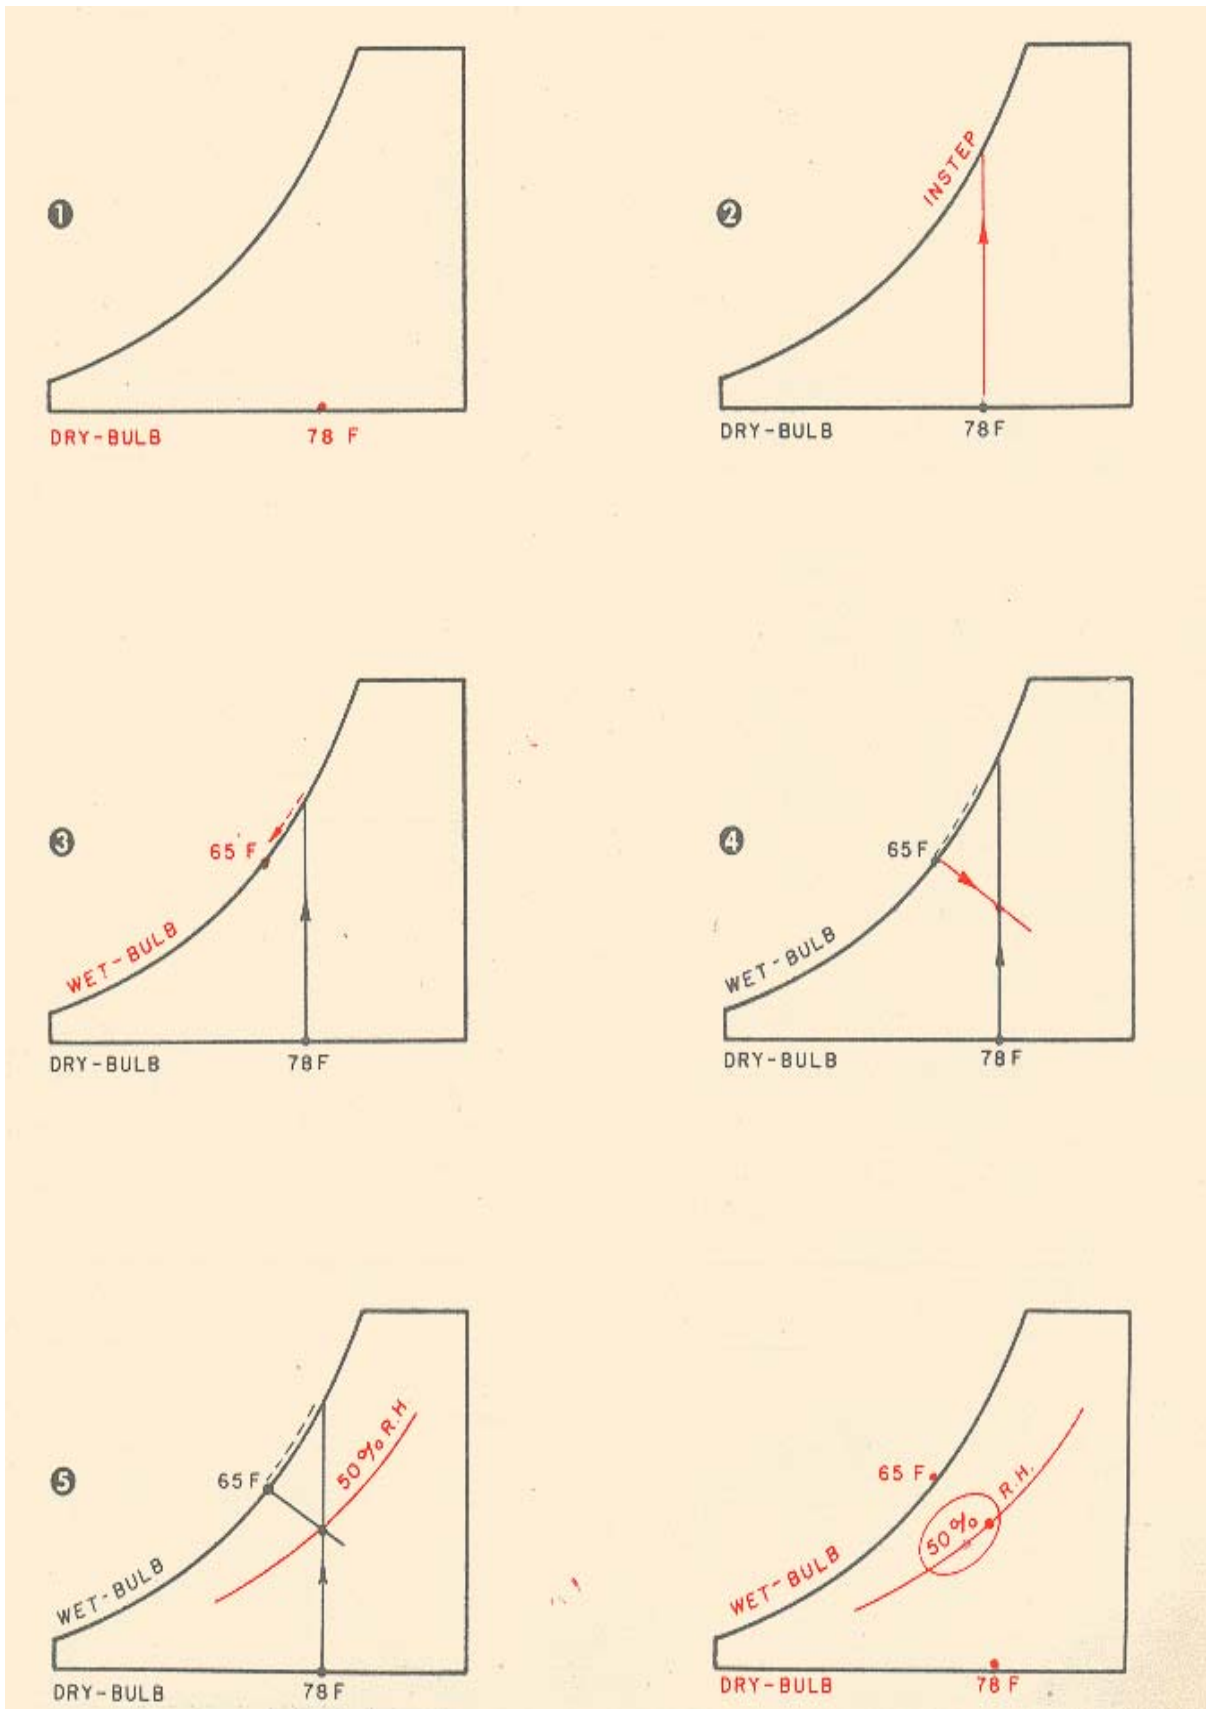 1
DRY-BULB 78 F
2
INSTEP
DRY-BULB 78 F
3
65 F
WET-BULB
DRY-BULB 78 F
4
65 F
WET-BULB
DRY-BULB 78 F
5
50% R.H.
65 F
WET-BULB
DRY-BULB 78 F
65 F
50% R.H.
WET-BULB
DRY-BULB 78 F